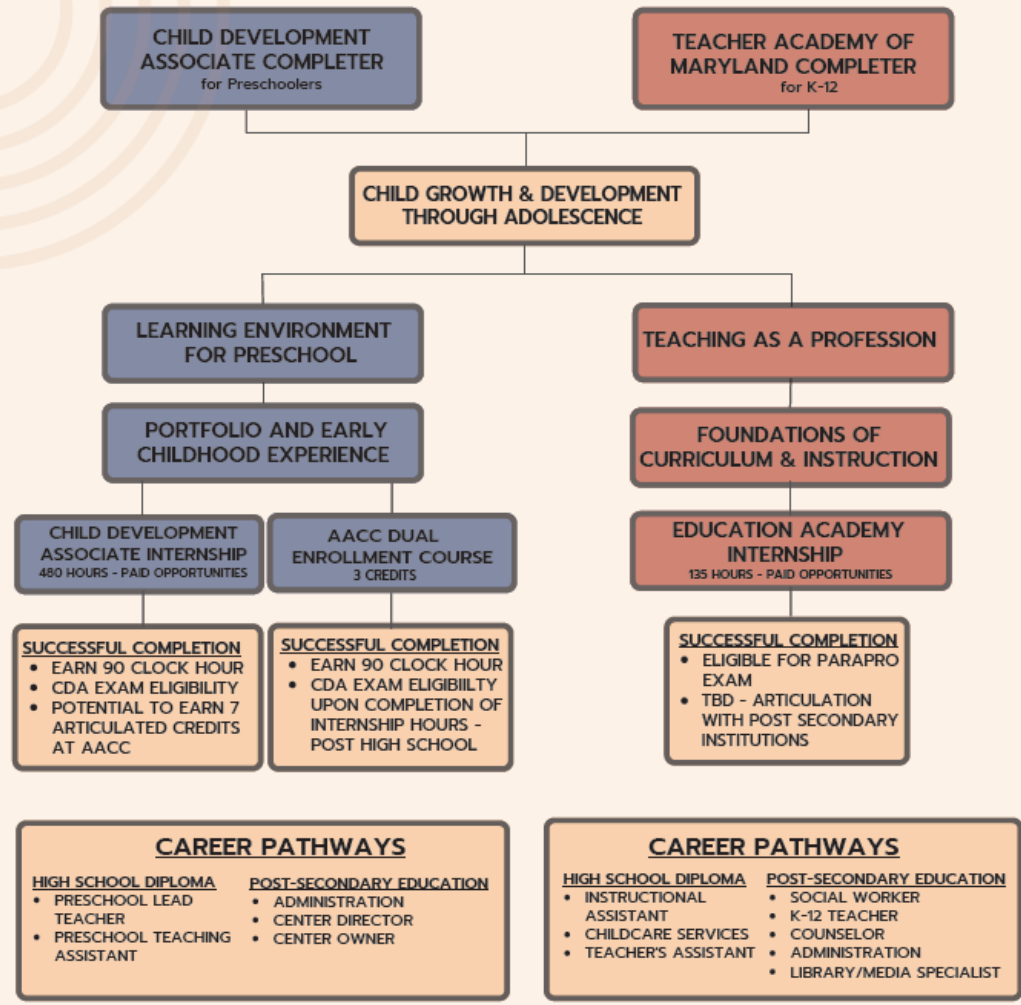 CHILD DEVELOPMENT
ASSOCIATE COMPLETER
for Preschoolers
TEACHER ACADEMY OF
MARYLAND COMPLETER
for K-12
CHILD GROWTH & DEVELOPMENT
THROUGH ADOLESCENCE
LEARNING ENVIRONMENT
FOR PRESCHOOL
TEACHING AS A PROFESSION
PORTFOLIO AND EARLY
CHILDHOOD EXPERIENCE
FOUNDATIONS OF
CURRICULUM & INSTRUCTION
CHILD DEVELOPMENT
ASSOCIATE INTERNSHIP
480 HOURS - PAID OPPORTUNITIES
AACC DUAL
ENROLLMENT COURSE
3 CREDITS
EDUCATION ACADEMY
INTERNSHIP
135 HOURS - PAID OPPORTUNITIES
SUCCESSFUL COMPLETION
• EARN 90 CLOCK HOUR
• CDA EXAM ELIGIBILITY
• POTENTIAL TO EARN 7
ARTICULATED CREDITS
AT AACC
SUCCESSFUL COMPLETION
• EARN 90 CLOCK HOUR
• CDA EXAM ELIGIBIILTY
UPON COMPLETION OF
INTERNSHIP HOURS -
POST HIGH SCHOOL
SUCCESSFUL COMPLETION
• ELIGIBLE FOR PARAPRO
EXAM
• TBD - ARTICULATION
WITH POST SECONDARY
INSTITUTIONS
CAREER PATHWAYS
HIGH SCHOOL DIPLOMA
• PRESCHOOL LEAD
TEACHER
• PRESCHOOL TEACHING
ASSISTANT
POST-SECONDARY EDUCATION
• ADMINISTRATION
• CENTER DIRECTOR
• CENTER OWNER
CAREER PATHWAYS
HIGH SCHOOL DIPLOMA
• INSTRUCTIONAL
ASSISTANT
• CHILDCARE SERVICES
• TEACHER'S ASSISTANT
POST-SECONDARY EDUCATION
• SOCIAL WORKER
• K-12 TEACHER
• COUNSELOR
• ADMINISTRATION
• LIBRARY/MEDIA SPECIALIST